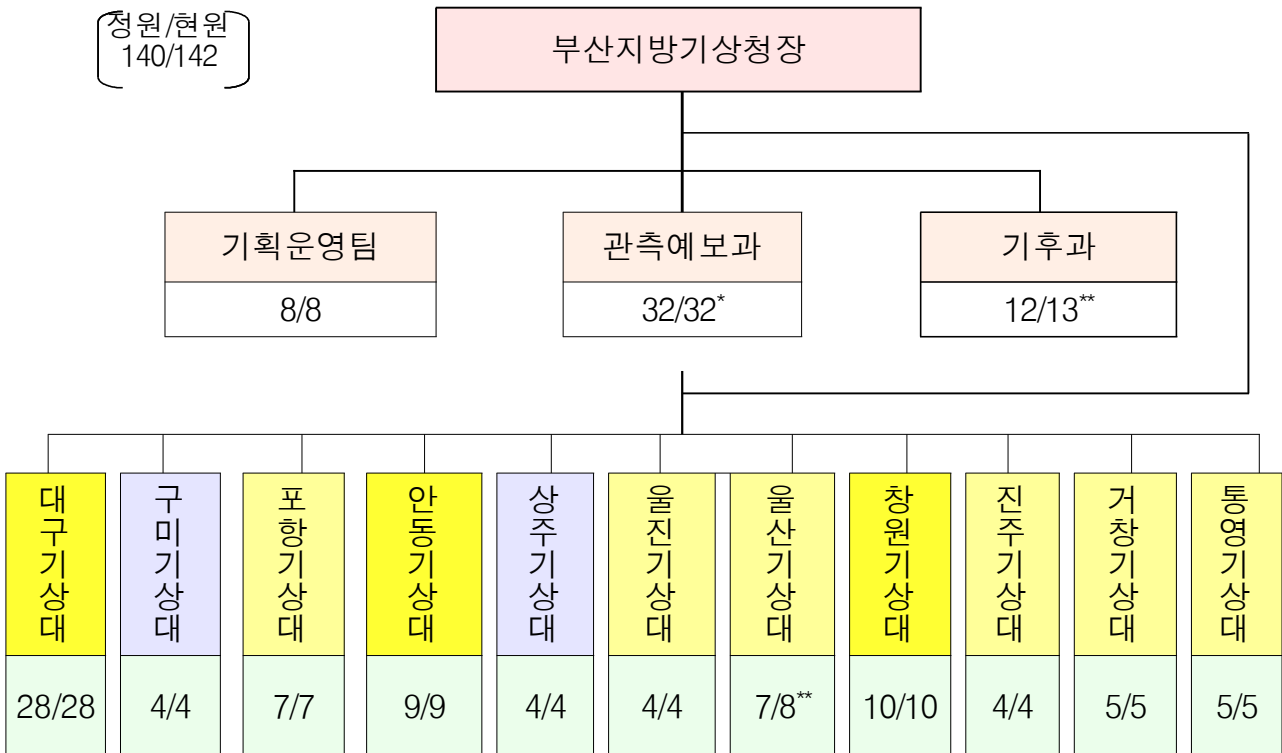 정원/현원
140/142
부산지방기상청장
기획운영팀
관측예보과
기후과
8/8
32/32*
12/13**
대구기상대
구미기상대
포항기상대
안동기상대
상주기상대
울진기상대
울산기상대
창원기상대
진주기상대
거창기상대
통영기상대
28/28
4/4
7/7
9/9
4/4
4/4
7/8**
10/10
4/4
5/5
5/5